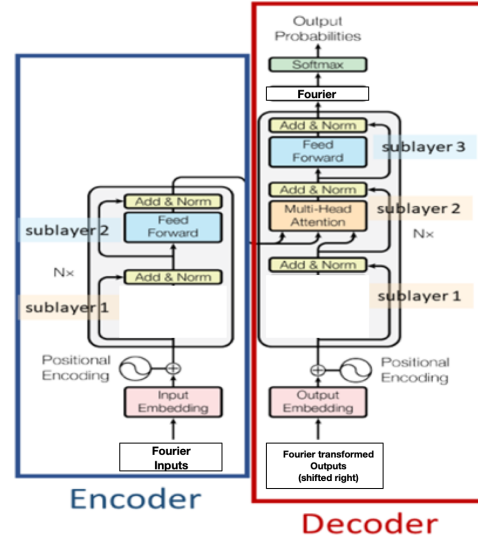 Output
Probabilities
Softmax
Fourier
Add & Norm
Feed
Forward
sublayer 3
Add & Norm
Multi-Head
Attention
sublayer 2
Nx
Add & Norm
sublayer 1
Positional
Encoding
Output
Embedding
Fourier transformed
Outputs
(shifted right)
Decoder
Add & Norm
Feed
Forward
sublayer 2
Nx
Add & Norm
sublayer 1
Positional
Encoding
Input
Embedding
Fourier
Inputs
Encoder